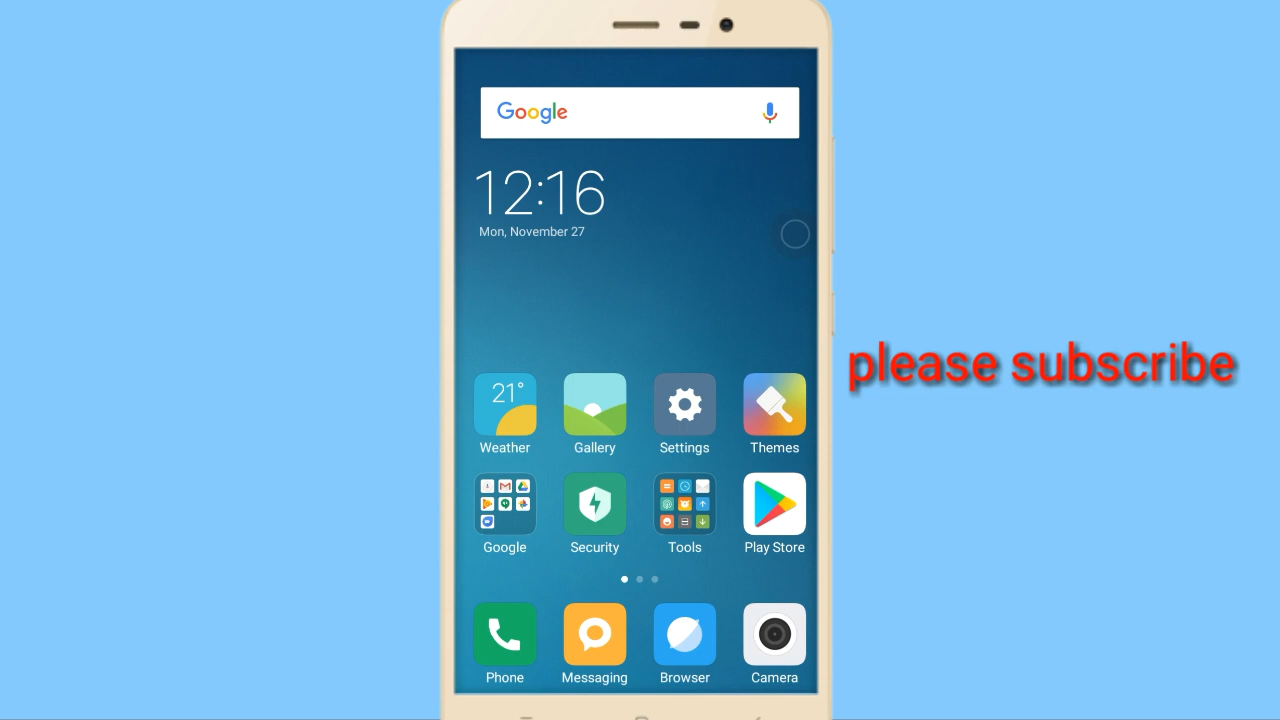 Google
12:16
Mon, November 27
please subscribe
21°
Weather Gallery Settings Themes
Google Security Tools Play Store
Phone Messaging Browser Camera